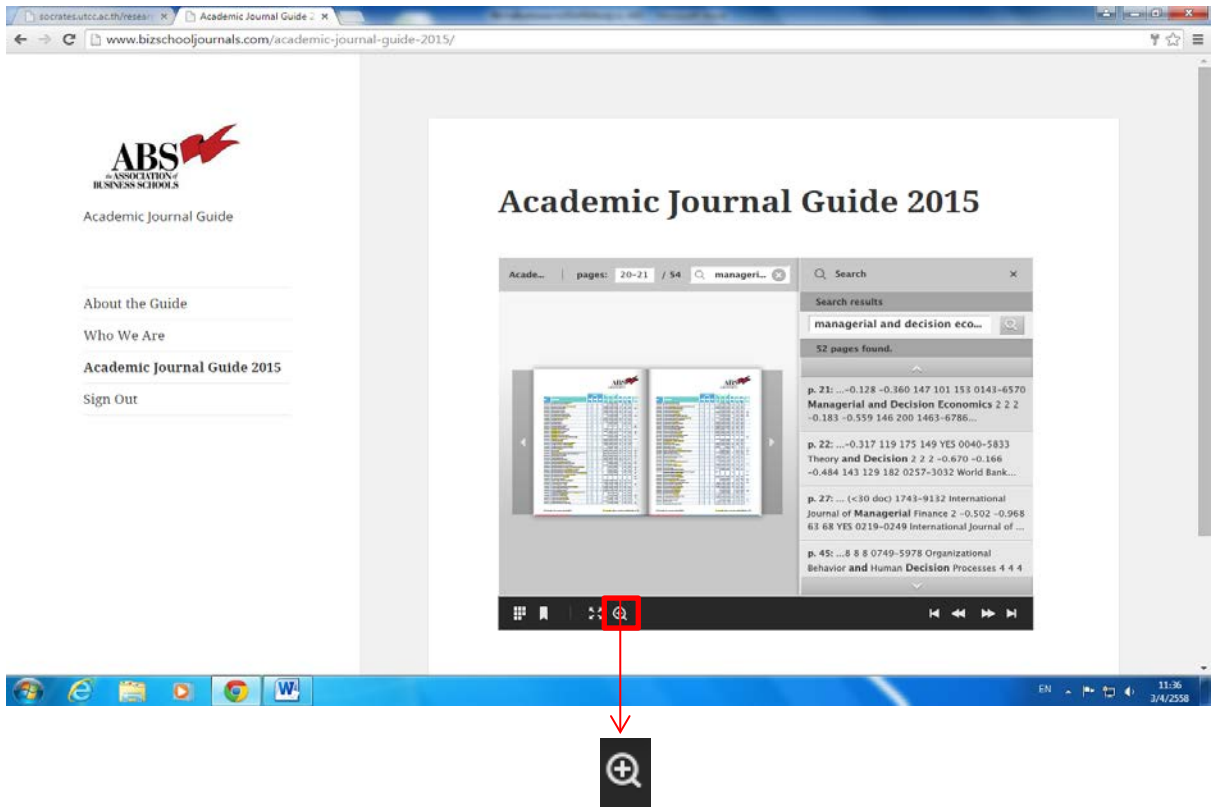 socrates.utcc.ac.th/resear
Academic Journal Guide 2
www.bizschooljournals.com/academic-journal-guide-2015/
ABS
the ASSOCIATION of
BUSINESS SCHOOLS
Academic Journal Guide
About the Guide
Who We Are
Academic Journal Guide 2015
Sign Out
Academic Journal Guide 2015
Acade... | pages: 20-21 / 54 manageri...
Search
Search results
managerial and decision eco...
52 pages found.
p. 21: ...-0.128 -0.360 147 101 153 0143-6570
Managerial and Decision Economics 2 2 2
-0.183 -0.559 146 200 1463-6786...
p. 22: ...-0.317 119 175 149 YES 0040-5833
Theory and Decision 2 2 2 -0.670 -0.166
-0.484 143 129 182 0257-3032 World Bank...
p. 27: ... (<30 doc) 1743-9132 International
Journal of Managerial Finance 2 -0.502 -0.968
63 68 YES 0219-0249 International Journal of ...
p. 45: ...8 8 8 0749-5978 Organizational
Behavior and Human Decision Processes 4 4 4
EN
11:36
3/4/2558